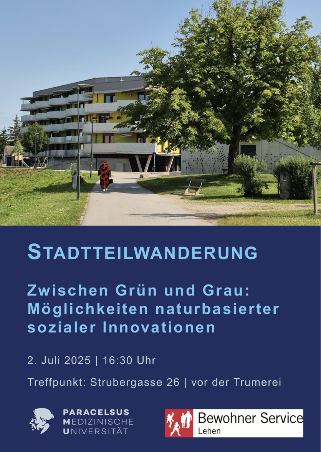 STADTTEILWANDERUNG
Zwischen Grün und Grau:
Möglichkeiten naturbasierter
sozialer Innovationen
2. Juli 2025 | 16:30 Uhr
Treffpunkt: Strubergasse 26 | vor der Trumerei
PARACELSUS
MEDIZINISCHE
UNIVERSITÄT
Bewohner Service
Lehen